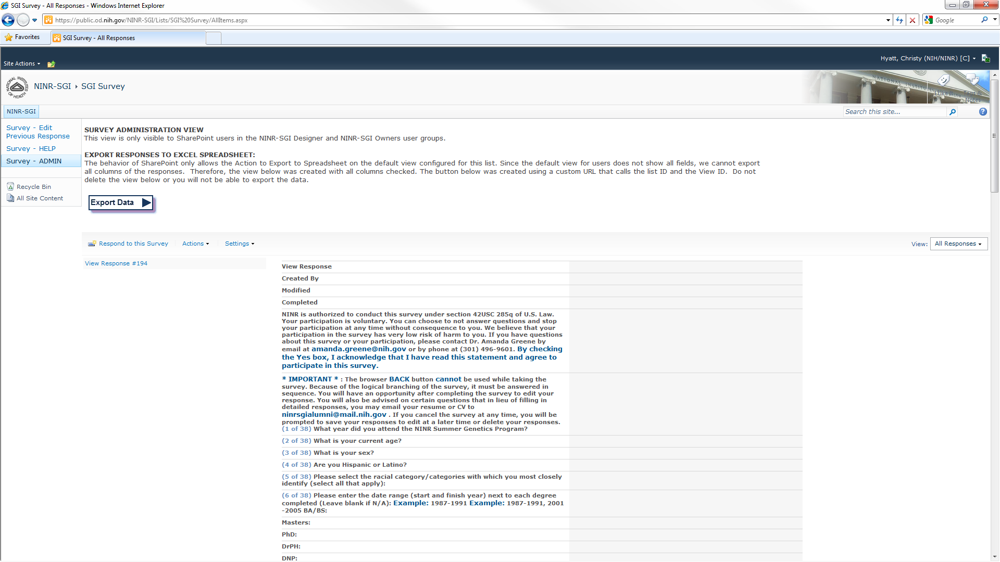 SGI Survey - All Responses - Windows Internet Explorer
https://public.od.nih.gov/NINR-SGI/Lists/SGI%20Survey/AllItems.aspx
Google
Favorites
SGI Survey - All Responses
Site Actions
Hyatt, Christy (NIH/NINR) [C]
NATIONAL INSTITUTES OF HEALTH
NINR-SGI
SGI Survey
NATIONAL INSTITUTES
I Like It
Tags & Notes
NINR-SGI
Search this site...
Survey - Edit
Previous Response
Survey - HELP
Survey - ADMIN
Recycle Bin
All Site Content
SURVEY ADMINISTRATION VIEW
This view is only visible to SharePoint users in the NINR-SGI Designer and NINR-SGI Owners user groups.
EXPORT RESPONSES TO EXCEL SPREADSHEET:
The behavior of SharePoint only allows the Action to Export to Spreadsheet on the default view configured for this list. Since the default view for users does not show all fields, we cannot export
all columns of the responses.  Therefore, the view below was created with all columns checked. The button below was created using a custom URL that calls the list ID and the View ID.  Do not
delete the view below or you will not be able to export the data.
Export Data
Respond to this Survey
Actions
Settings
View:
All Responses
View Response #194
View Response
Created By
Modified
Completed
NINR is authorized to conduct this survey under section 42USC 285q of U.S. Law.
Your participation is voluntary. You can choose to not answer questions and stop
your participation at any time without consequence to you. We believe that your
participation in the survey has very low risk of harm to you. If you have questions
about this survey or your participation, please contact Dr. Amanda Greene by
email at amanda.greene@nih.gov or by phone at (301) 496-9601. By checking
the Yes box, I acknowledge that I have read this statement and agree to
participate in this survey.
* IMPORTANT * : The browser BACK button cannot be used while taking the
survey. Because of the logical branching of the survey, it must be answered in
sequence. You will have an opportunity after completing the survey to edit your
response. You will also be advised on certain questions that in lieu of filling in
detailed responses, you may email your resume or CV to
ninrsgialumni@mail.nih.gov . If you cancel the survey at any time, you will be
prompted to save your responses to edit at a later time or delete your responses.
(1 of 38) What year did you attend the NINR Summer Genetics Program?
(2 of 38) What is your current age?
(3 of 38) What is your sex?
(4 of 38) Are you Hispanic or Latino?
(5 of 38) Please select the racial category/categories with which you most closely
identify (select all that apply):
(6 of 38) Please enter the date range (start and finish year) next to each degree
completed (Leave blank if N/A): Example: 1987-1991 Example: 1987-1991, 2001
-2005 BA/BS:
Masters:
PhD:
DrPH:
DNP: